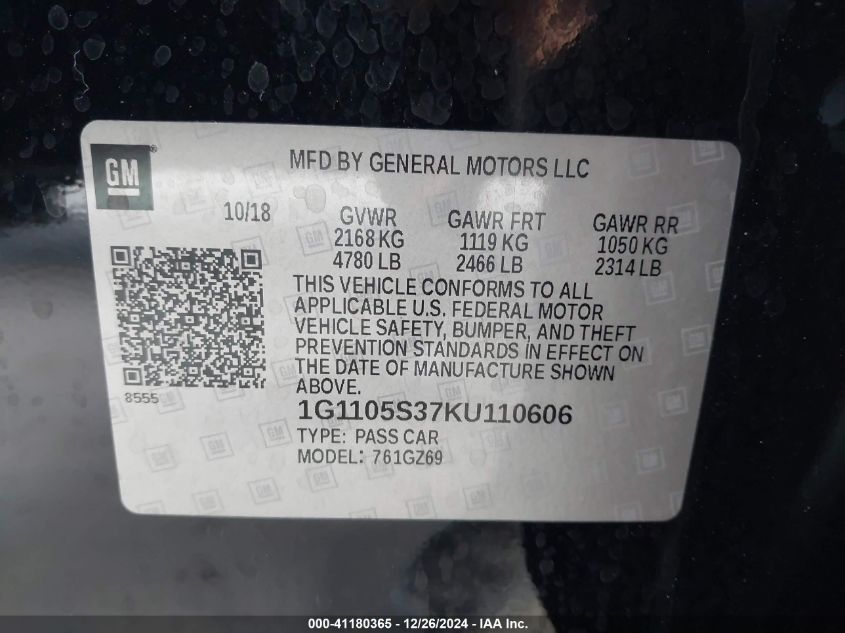 GM®
MFD BY GENERAL MOTORS LLC
10/18
GVWR GAWR FRT GAWR RR
2168 KG 1119 KG 1050 KG
4780 LB 2466 LB 2314 LB
THIS VEHICLE CONFORMS TO ALL
APPLICABLE U.S. FEDERAL MOTOR
VEHICLE SAFETY, BUMPER, AND THEFT
PREVENTION STANDARDS IN EFFECT ON
THE DATE OF MANUFACTURE SHOWN
ABOVE.
8555
1G1105S37KU110606
TYPE: PASS CAR
MODEL: 761GZ69
000-41180365 - 12/26/2024 - IAA Inc.